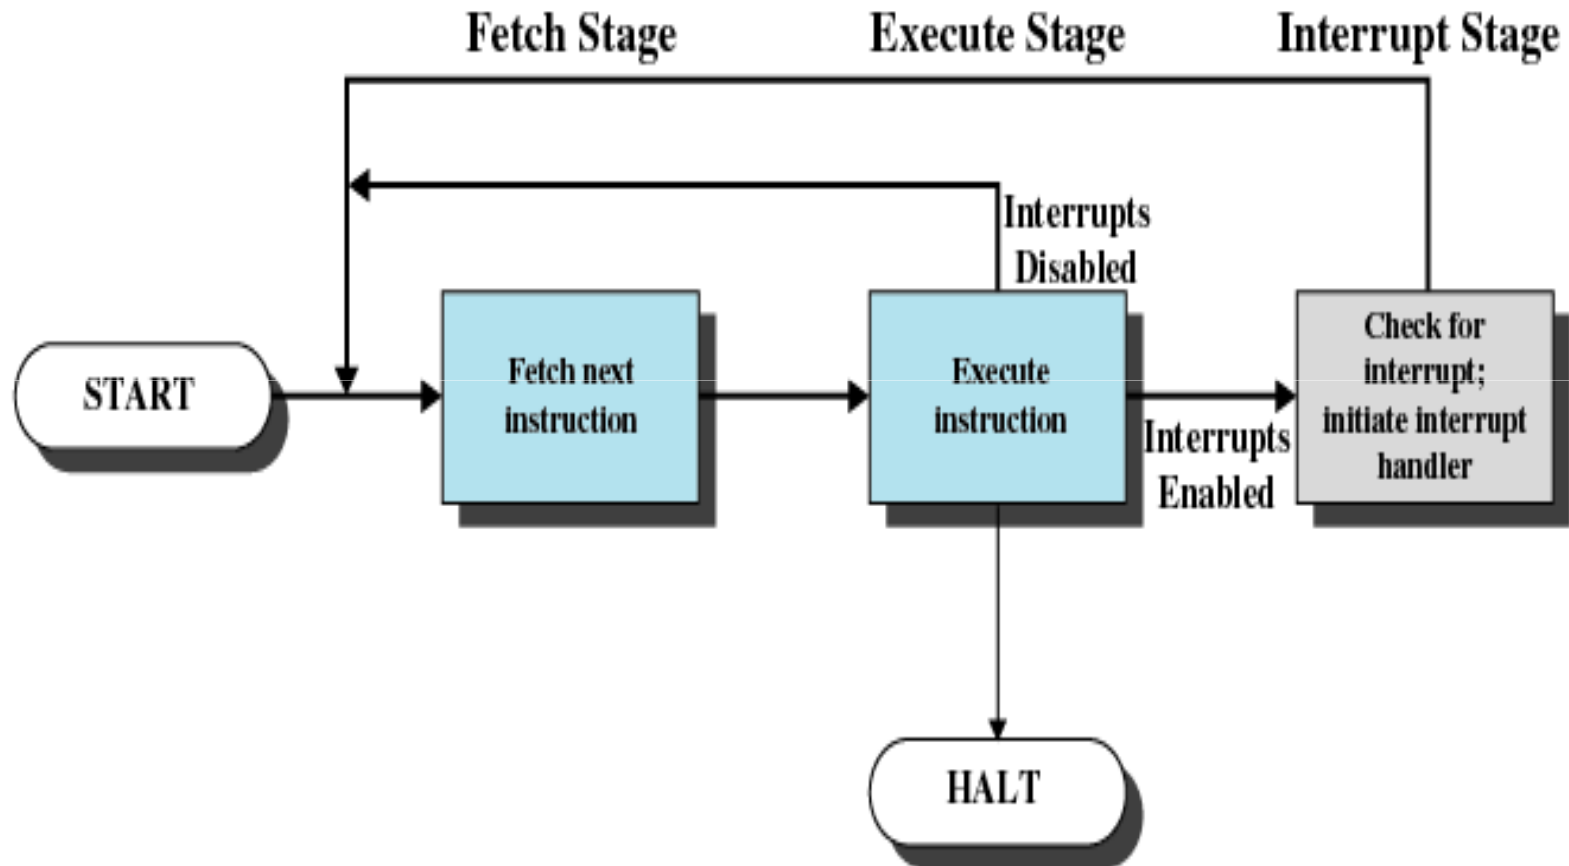 Fetch Stage
Execute Stage
Interrupt Stage
Interrupts
Disabled
START
Fetch next
instruction
Execute
instruction
Interrupts
Enabled
Check for
interrupt;
initiate interrupt
handler
HALT